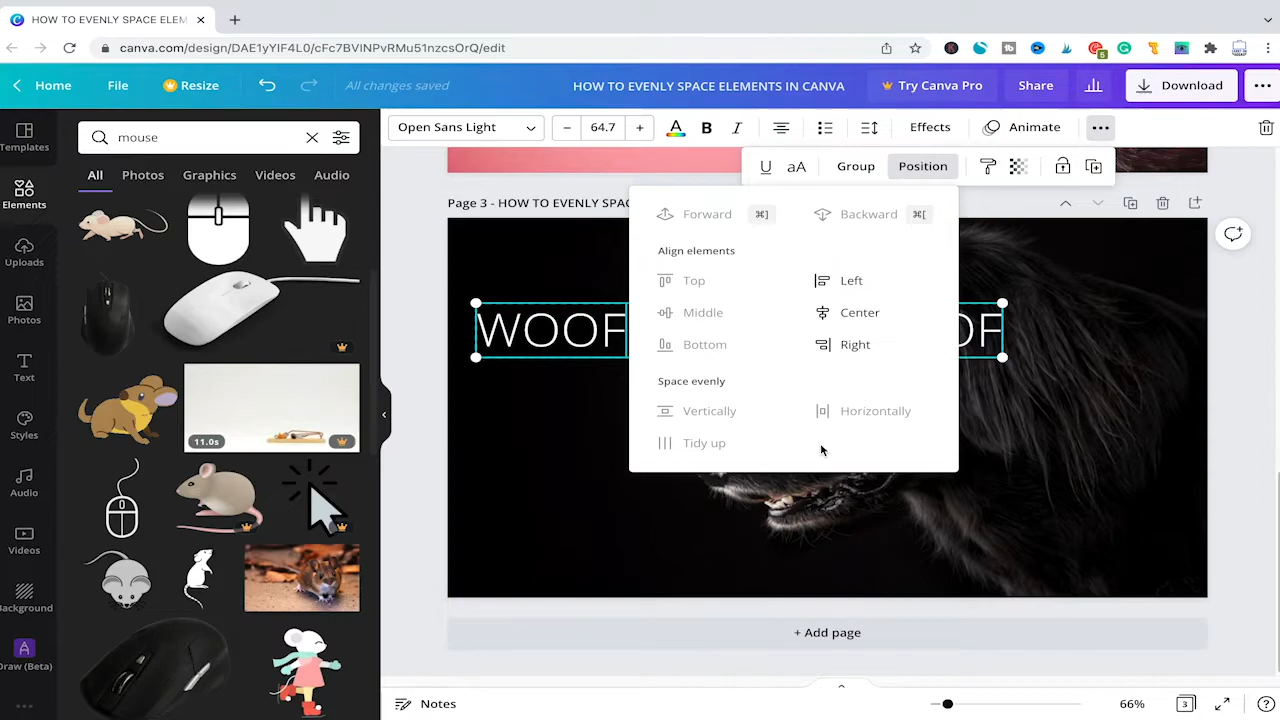 HOW TO EVENLY SPACE ELEM
canva.com/design/DAE1yYIF4L0/cFc7BVlNPvRMu51nzcsOrQ/edit
5
Home
File
Resize
All changes saved
HOW TO EVENLY SPACE ELEMENTS IN CANVA
Try Canva Pro
Share
Download
Templates
Elements
Uploads
Photos
Text
Styles
Audio
Videos
Background
Draw (Beta)
mouse
All
Photos
Graphics
Videos
Audio
11.0s
Open Sans Light
– 64.7 +
A
B
I
Effects
Animate
U
aA
Group
Position
Page 3 - HOW TO EVENLY SP
Forward ⌘]
Backward ⌘[
Align elements
Top
Left
Middle
Center
Bottom
Right
Space evenly
Vertically
Horizontally
Tidy up
WOOF
OF
+ Add page
Notes
66%
3
?